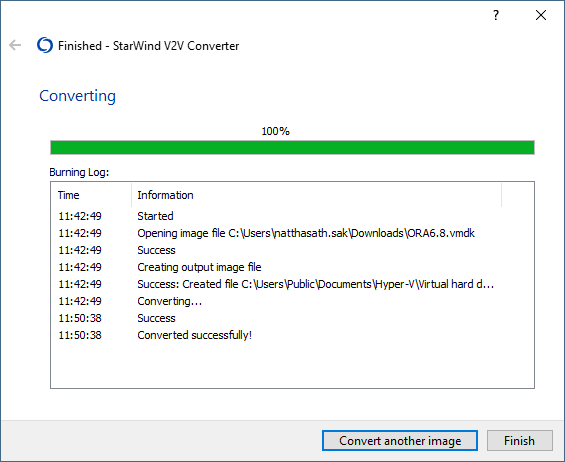 ?
Finished - StarWind V2V Converter
Converting
100%
Burning Log:
Time Information
11:42:49 Started
11:42:49 Opening image file C:\Users\natthasath.sak\Downloads\ORA6.8.vmdk
11:42:49 Success
11:42:49 Creating output image file
11:42:49 Success: Created file C:\Users\Public\Documents\Hyper-V\Virtual hard d...
11:42:49 Converting...
11:50:38 Success
11:50:38 Converted successfully!
Convert another image Finish